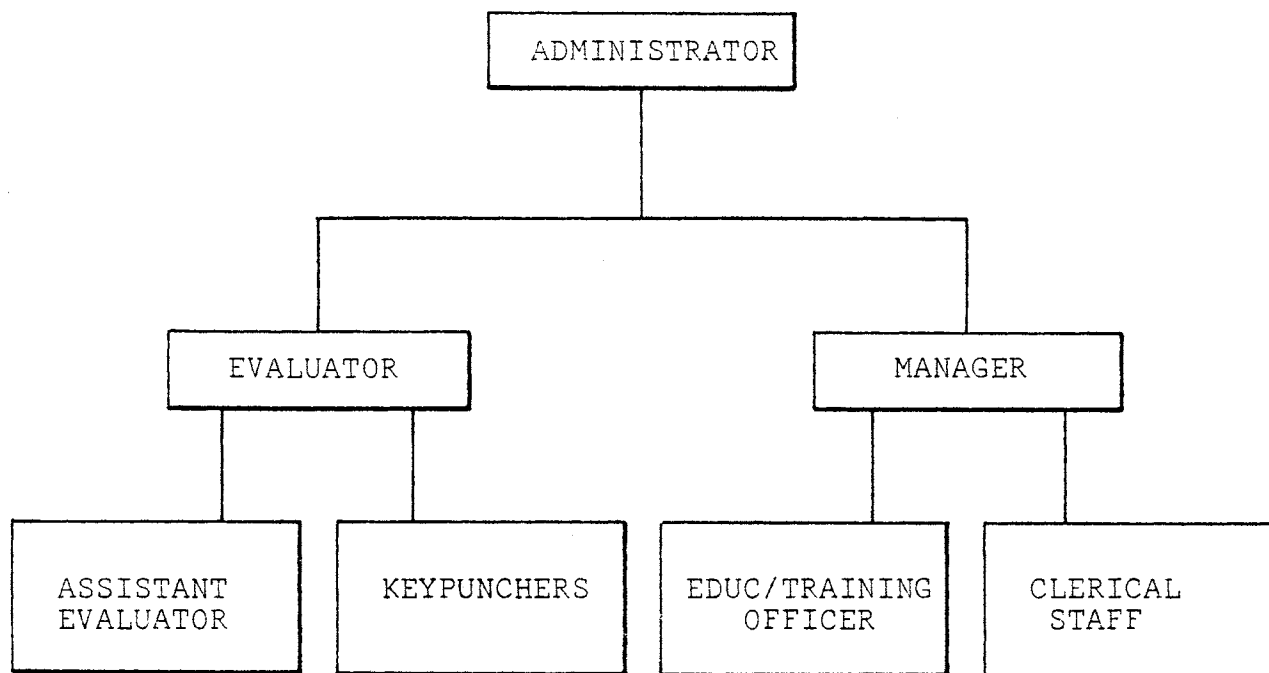 ADMINISTRATOR
EVALUATOR
MANAGER
ASSISTANT
EVALUATOR
KEYPUNCHERS
EDUC/TRAINING
OFFICER
CLERICAL
STAFF